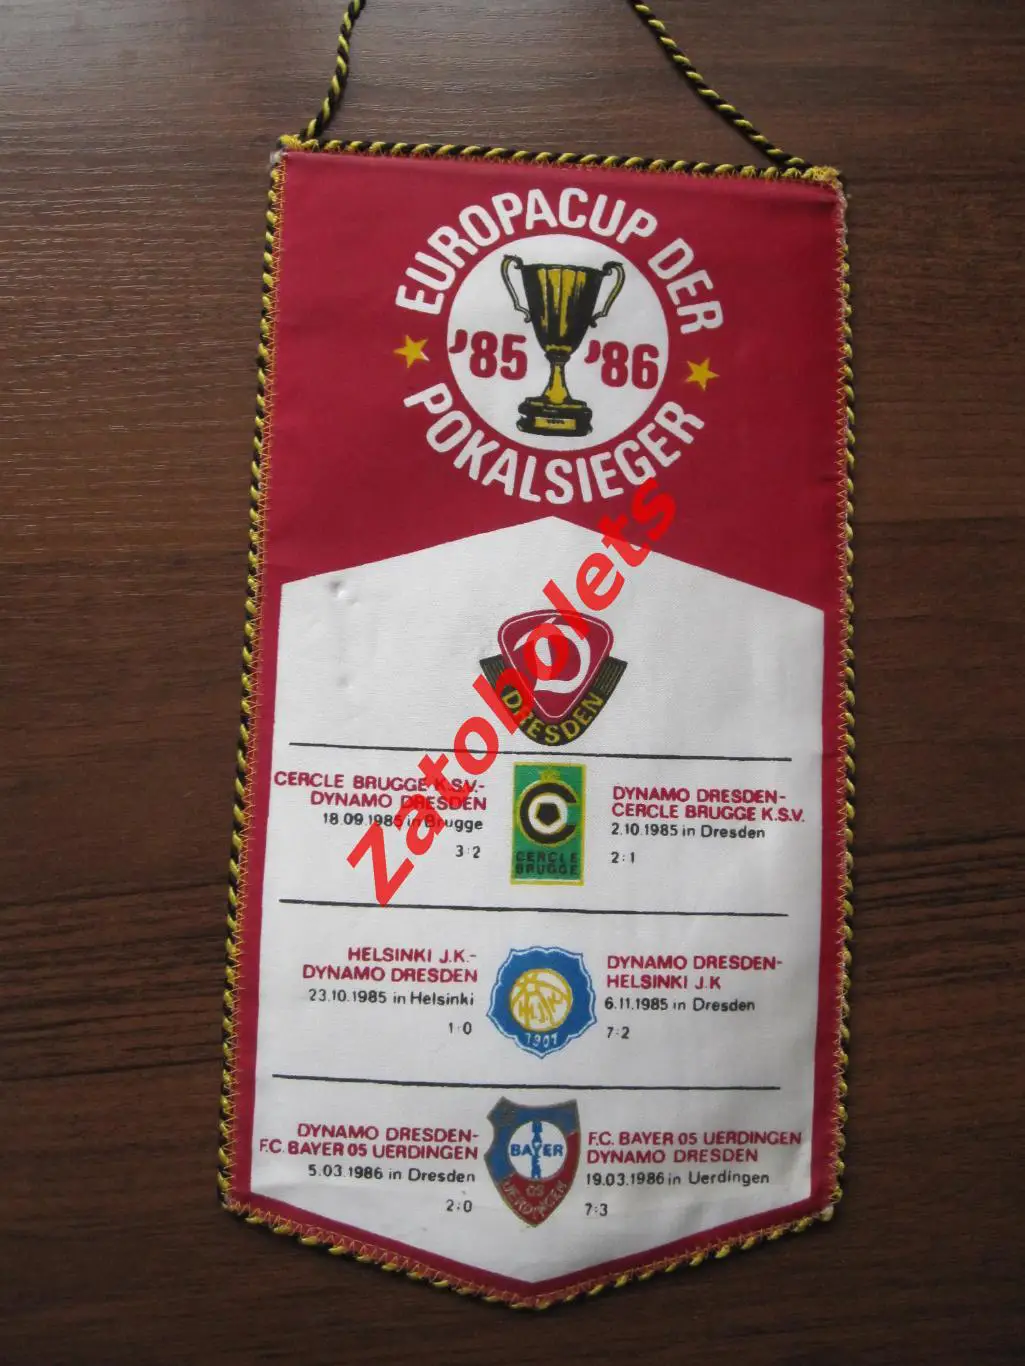 EUROPACUP DER
'85 '86
POKALSIEGER
DRESDEN
CERCLE BRUGGE K.S.V.-
DYNAMO DRESDEN
18.09.1985 in Brugge
3:2
CERCLE
BRUGGE
DYNAMO DRESDEN-
CERCLE BRUGGE K.S.V.
2.10.1985 in Dresden
2:1
HELSINKI J.K.-
DYNAMO DRESDEN
23.10.1985 in Helsinki
1:0
1907
DYNAMO DRESDEN-
HELSINKI J.K
6.11.1985 in Dresden
7:2
DYNAMO DRESDEN-
F.C. BAYER 05 UERDINGEN
5.03.1986 in Dresden
2:0
BAYER
05
UERDINGEN
F.C. BAYER 05 UERDINGEN
DYNAMO DRESDEN
19.03.1986 in Uerdingen
7:3
Zatobolets